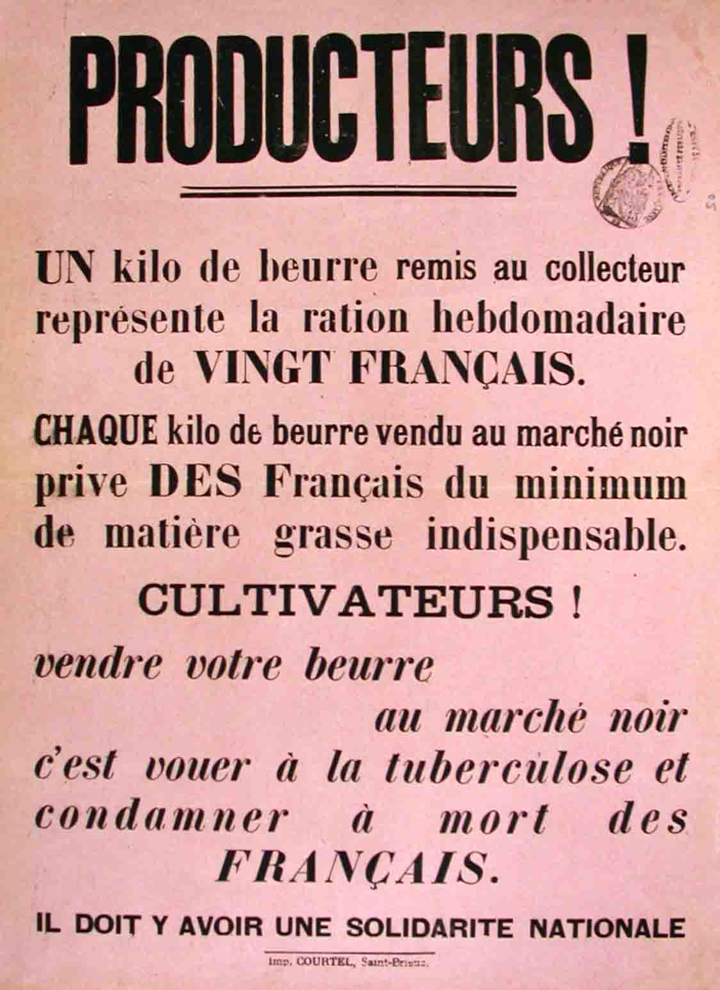 PRODUCTEURS !
UN kilo de beurre remis au collecteur
représente la ration hebdomadaire
de VINGT FRANÇAIS.
CHAQUE kilo de beurre vendu au marché noir
prive DES Français du minimum
de matière grasse indispensable.
CULTIVATEURS !
vendre votre beurre
au marché noir
c'est vouer à la tuberculose et
condamner à mort des
FRANÇAIS.
IL DOIT Y AVOIR UNE SOLIDARITE NATIONALE
Imp. COURTEL, Saint-Brieuc.